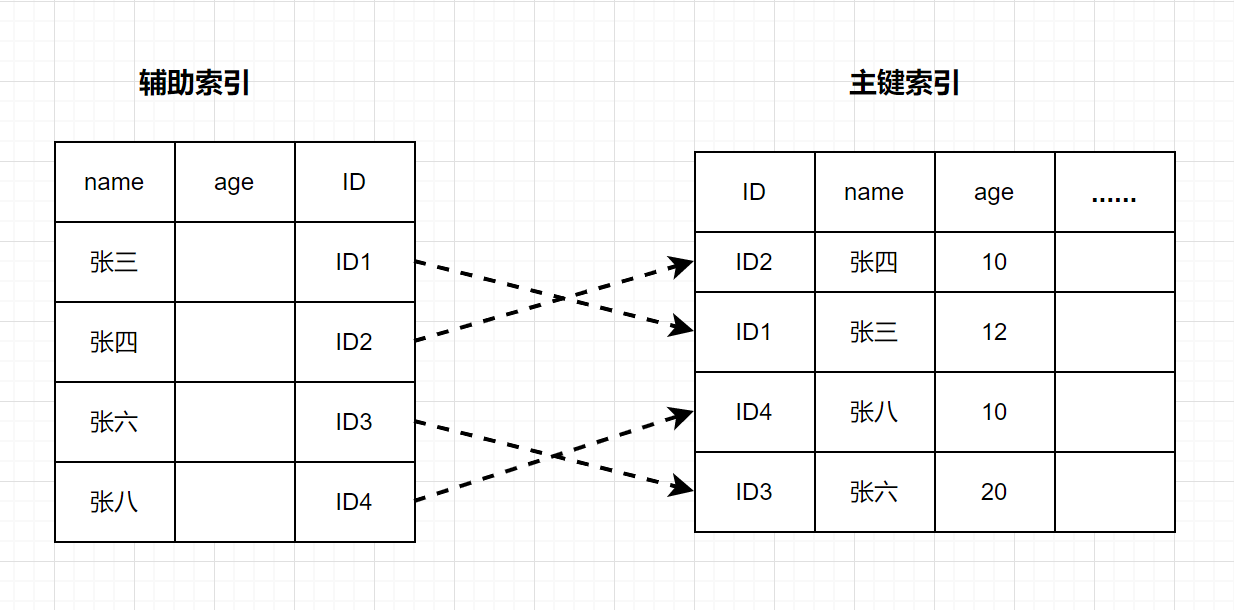 辅助索引
主键索引
name age ID
张三 ID1
张四 ID2
张六 ID3
张八 ID4
ID name age ......
ID2 张四 10
ID1 张三 12
ID4 张八 10
ID3 张六 20